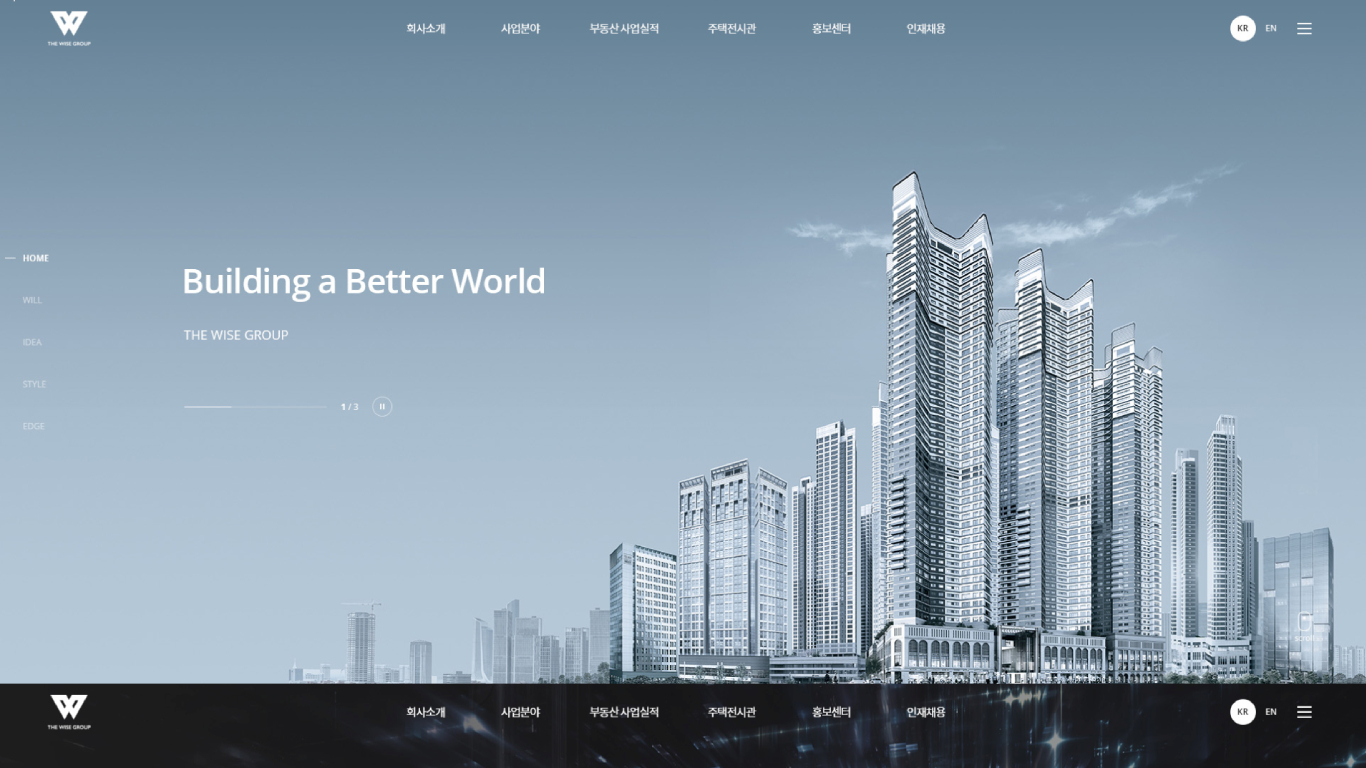 THE WISE GROUP
회사소개 사업분야 부동산 사업실적 주택전시관 홍보센터 인재채용
KR EN
HOME
WILL
IDEA
STYLE
EDGE
Building a Better World
THE WISE GROUP
1 / 3
scroll
THE WISE GROUP
회사소개 사업분야 부동산 사업실적 주택전시관 홍보센터 인재채용
KR EN